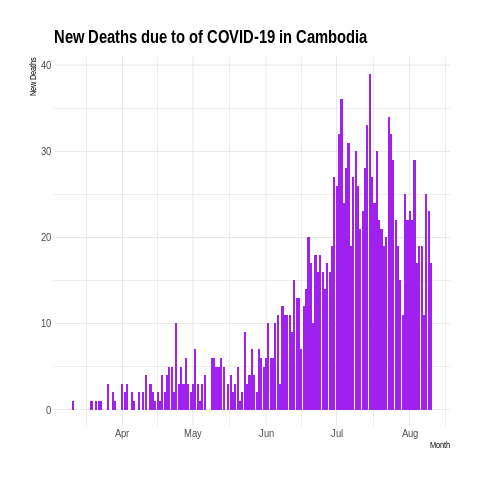 New Deaths due to of COVID-19 in Cambodia
New Deaths
40
30
20
10
0
Apr
May
Jun
Jul
Aug
Month